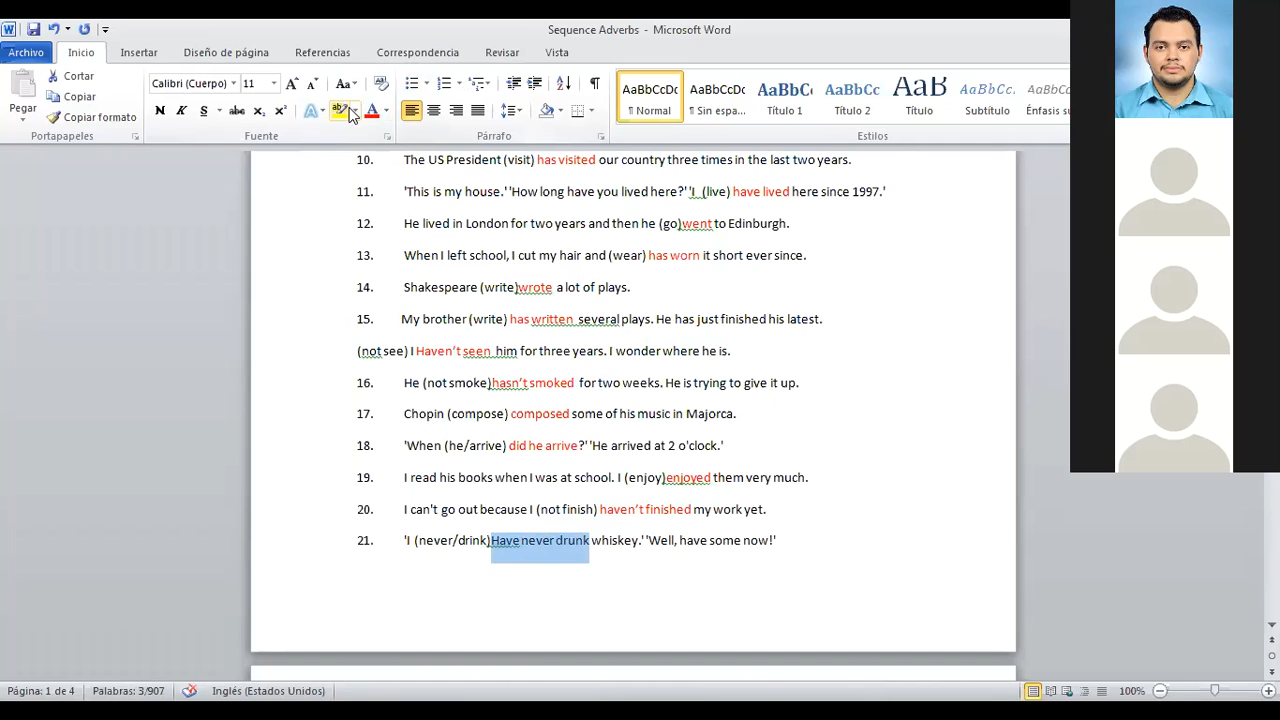 Sequence Adverbs - Microsoft Word
Archivo Inicio Insertar Diseño de página Referencias Correspondencia Revisar Vista
Pegar
Cortar
Copiar
Copiar formato
Portapapeles
Calibri (Cuerpo) 11
Fuente
Párrafo
AaBbCcDc AaBbCcDc AaBbC AaBbCc AaB AaBbCc. AaBbCc
¶ Normal ¶ Sin espa... Título 1 Título 2 Título Subtítulo Énfasis su
Estilos
10. The US President (visit) has visited our country three times in the last two years.
11. 'This is my house.' 'How long have you lived here?' 'I (live) have lived here since 1997.'
12. He lived in London for two years and then he (go)went to Edinburgh.
13. When I left school, I cut my hair and (wear) has worn it short ever since.
14. Shakespeare (write)wrote a lot of plays.
15. My brother (write) has written several plays. He has just finished his latest.
(not see) I Haven't seen him for three years. I wonder where he is.
16. He (not smoke)hasn't smoked for two weeks. He is trying to give it up.
17. Chopin (compose) composed some of his music in Majorca.
18. 'When (he/arrive) did he arrive?' 'He arrived at 2 o'clock.'
19. I read his books when I was at school. I (enjoy)enjoyed them very much.
20. I can't go out because I (not finish) haven't finished my work yet.
21. 'I (never/drink)Have never drunk whiskey.' 'Well, have some now!'
Página: 1 de 4 Palabras: 3/907 Inglés (Estados Unidos) 100%